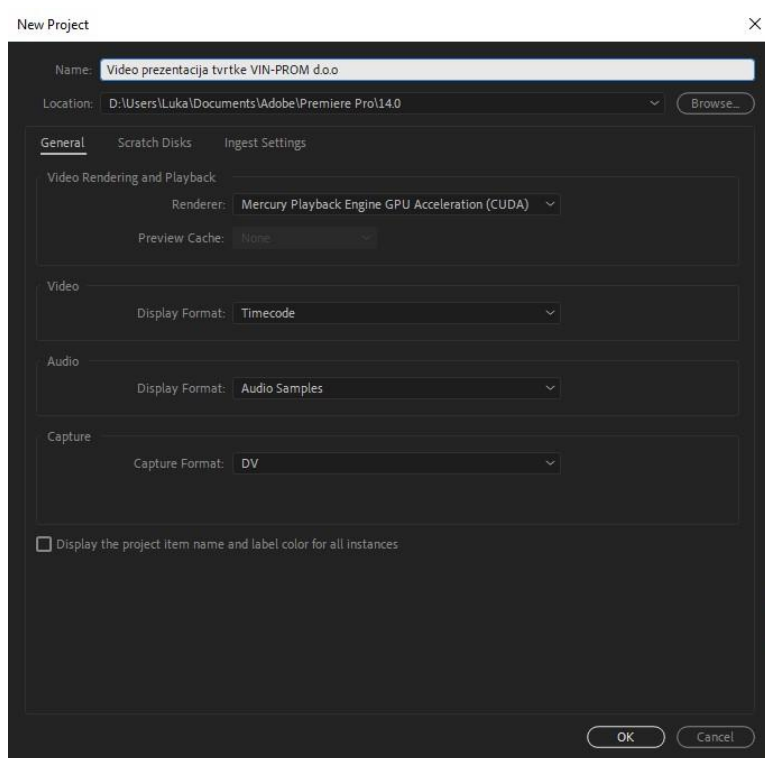 New Project
Name: Video prezentacija tvrtke VIN-PROM d.o.o
Location: D:\Users\Luka\Documents\Adobe\Premiere Pro\14.0 Browse...
General Scratch Disks Ingest Settings
Video Rendering and Playback
Renderer: Mercury Playback Engine GPU Acceleration (CUDA)
Preview Cache: None
Video
Display Format: Timecode
Audio
Display Format: Audio Samples
Capture
Capture Format: DV
Display the project item name and label color for all instances
OK Cancel